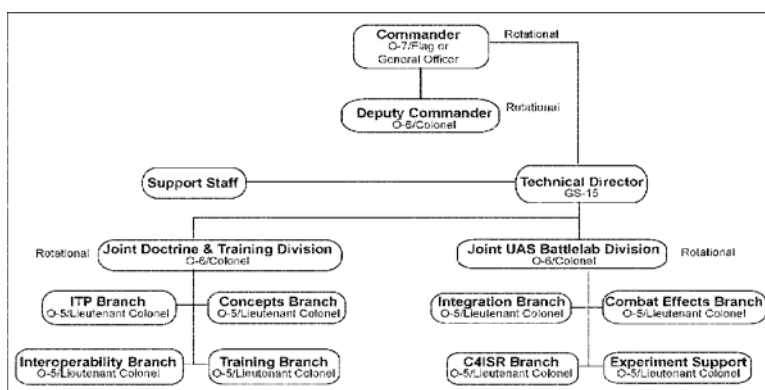 Commander
O-7/Flag or
General Officer
Rotational
Deputy Commander
O-6/Colonel
Rotational
Support Staff
Technical Director
GS-15
Rotational
Joint Doctrine & Training Division
O-6/Colonel
Joint UAS Battlelab Division
O-6/Colonel
Rotational
ITP Branch
O-5/Lieutenant Colonel
Concepts Branch
O-5/Lieutenant Colonel
Integration Branch
O-5/Lieutenant Colonel
Combat Effects Branch
O-5/Lieutenant Colonel
Interoperability Branch
O-5/Lieutenant Colonel
Training Branch
O-5/Lieutenant Colonel
C4ISR Branch
O-5/Lieutenant Colonel
Experiment Support
O-5/Lieutenant Colonel